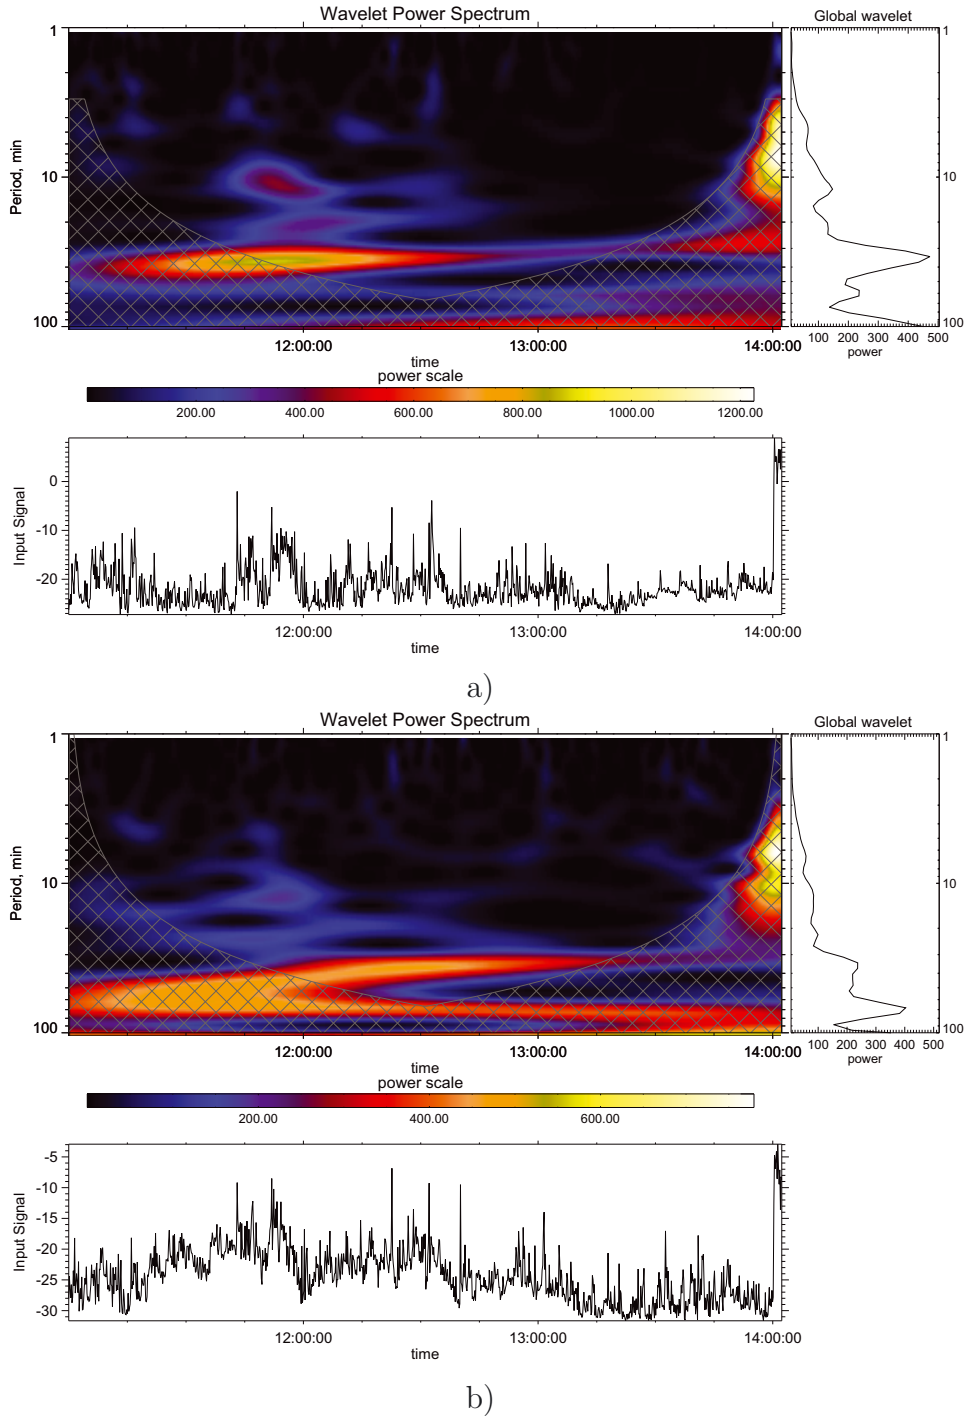 Wavelet Power Spectrum
Global wavelet
1
10
100
Period, min
12:00:00
13:00:00
14:00:00
time
1
10
100
100 200 300 400 500
power
power scale
200.00 400.00 600.00 800.00 1000.00 1200.00
0
-10
-20
Input Signal
12:00:00
13:00:00
14:00:00
time
a)
Wavelet Power Spectrum
Global wavelet
1
10
100
Period, min
12:00:00
13:00:00
14:00:00
time
1
10
100
100 200 300 400 500
power
power scale
200.00 400.00 600.00
-5
-10
-15
-20
-25
-30
Input Signal
12:00:00
13:00:00
14:00:00
time
b)